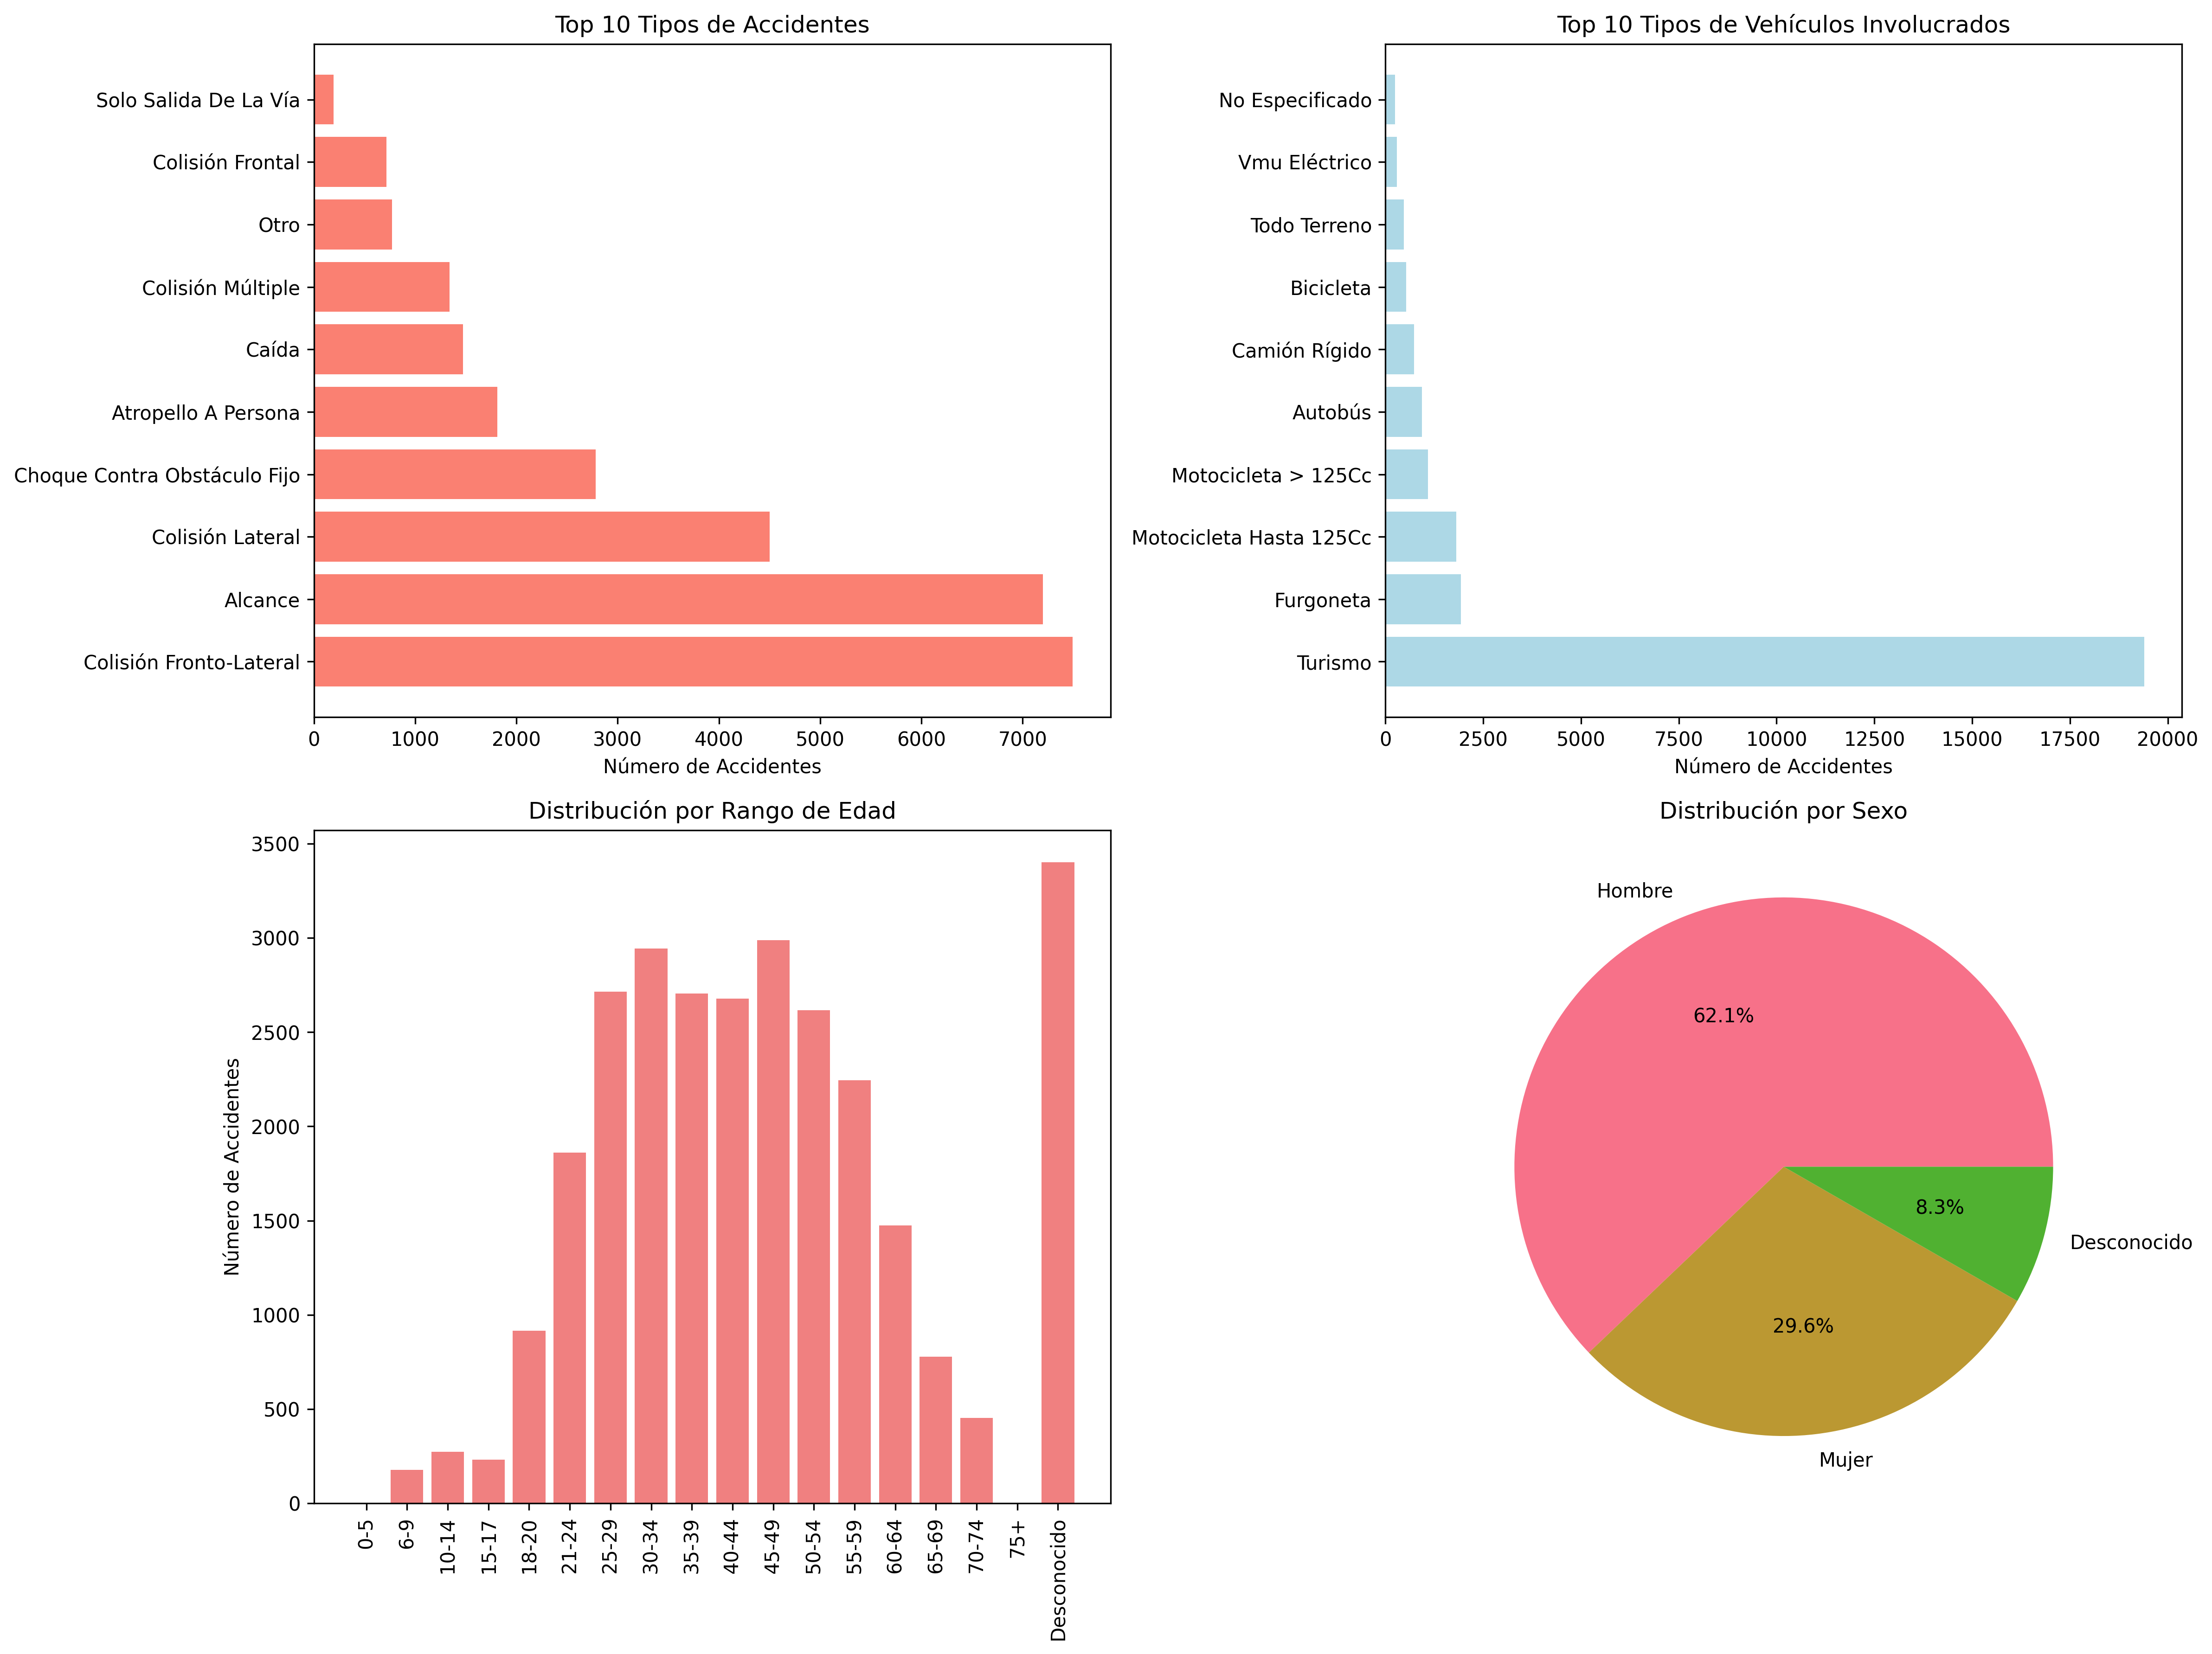 Top 10 Tipos de Accidentes
Solo Salida De La Vía
Colisión Frontal
Otro
Colisión Múltiple
Caída
Atropello A Persona
Choque Contra Obstáculo Fijo
Colisión Lateral
Alcance
Colisión Fronto-Lateral
0 1000 2000 3000 4000 5000 6000 7000
Número de Accidentes
Top 10 Tipos de Vehículos Involucrados
No Especificado
Vmu Eléctrico
Todo Terreno
Bicicleta
Camión Rígido
Autobús
Motocicleta > 125Cc
Motocicleta Hasta 125Cc
Furgoneta
Turismo
0 2500 5000 7500 10000 12500 15000 17500 20000
Número de Accidentes
Distribución por Rango de Edad
Número de Accidentes
3500
3000
2500
2000
1500
1000
500
0
0-5
6-9
10-14
15-17
18-20
21-24
25-29
30-34
35-39
40-44
45-49
50-54
55-59
60-64
65-69
70-74
75+
Desconocido
Distribución por Sexo
Hombre
62.1%
8.3%
Desconocido
29.6%
Mujer